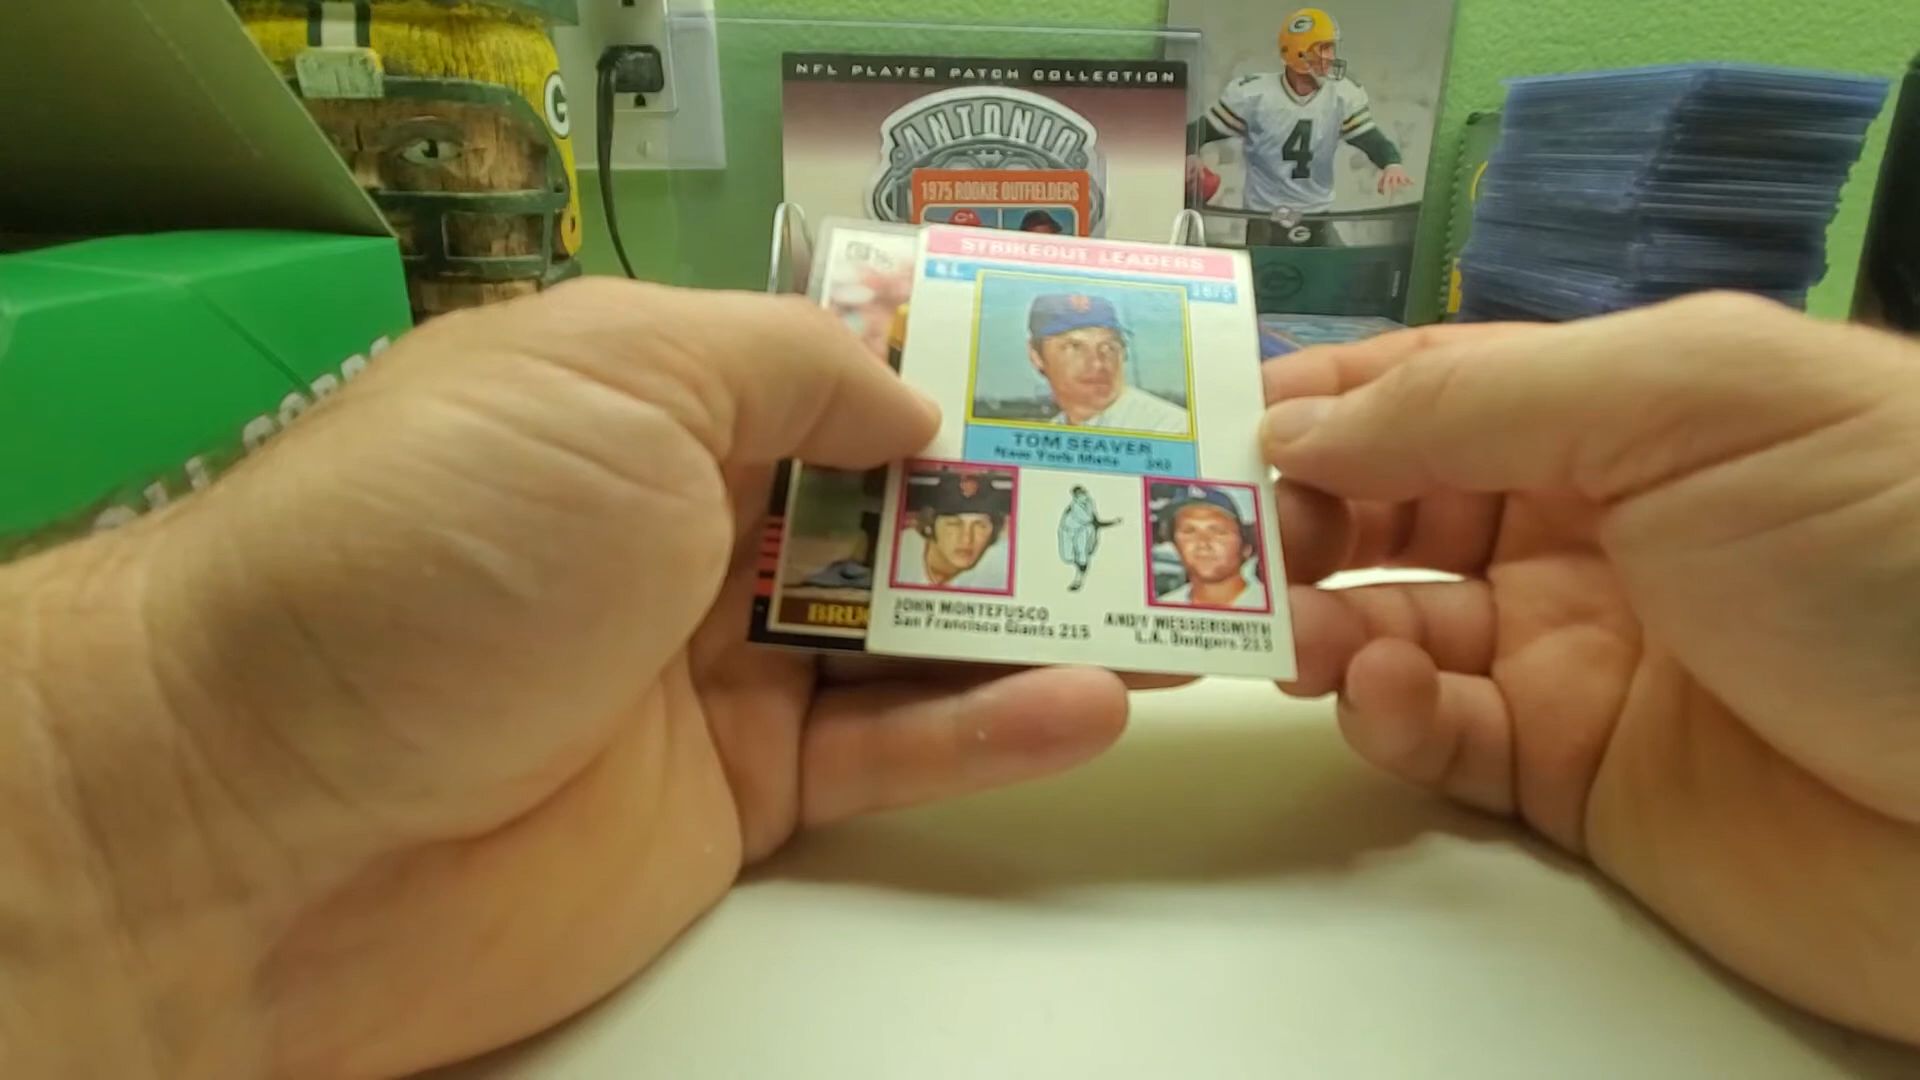 NFL PLAYER PATCH COLLECTION
ANTONIO
1975 ROOKIE OUTFIELDERS
G
4
G
STRIKEOUT LEADERS
N.L. 1975
TOM SEAVER
New York Mets 243
JOHN MONTEFUSCO
San Francisco Giants 215
ANDY MESSERSMITH
L.A. Dodgers 213